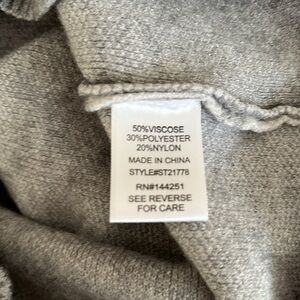 50%VISCOSE
30%POLYESTER
20%NYLON
MADE IN CHINA
STYLE#ST21778
RN#144251
SEE REVERSE
FOR CARE